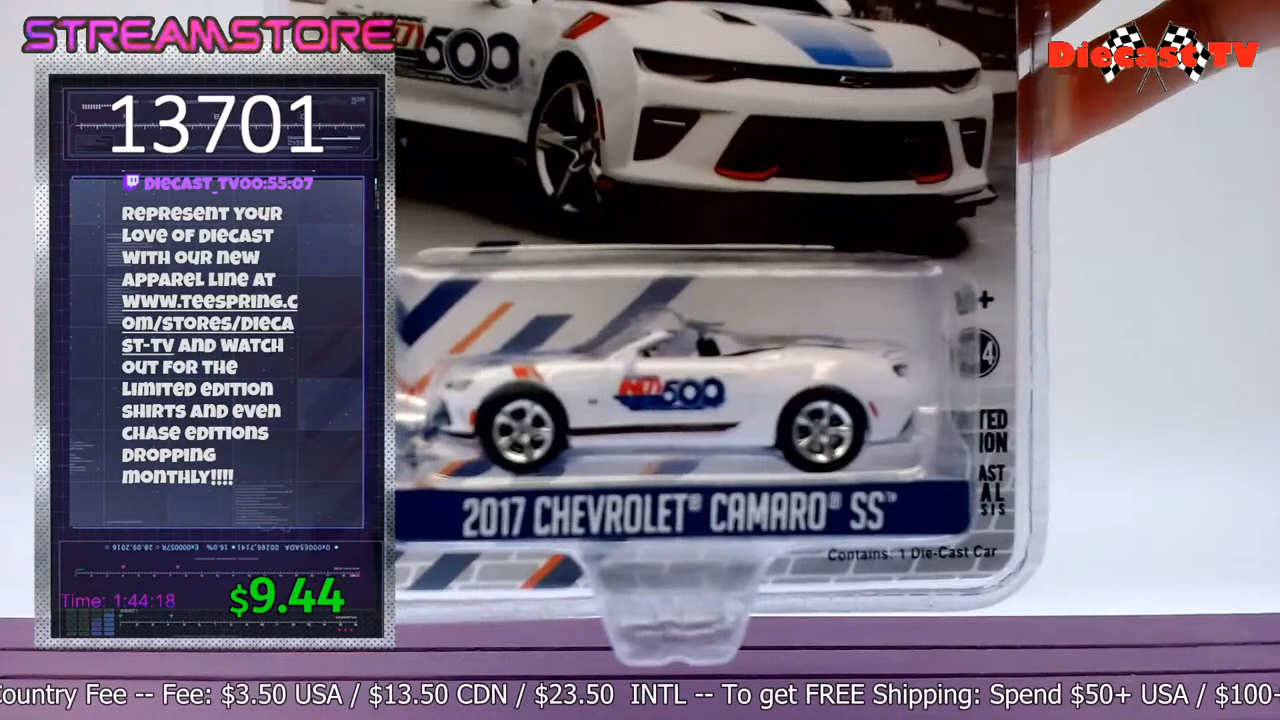 STREAMSTORE
13701
DIECAST_TV00:55:07
REPRESENT YOUR
LOVE OF DIECAST
WITH OUR NEW
APPAREL LINE AT
WWW.TEESPRING.C
OM/STORES/DIECA
ST-TV AND WATCH
OUT FOR THE
LIMITED EDITION
SHIRTS AND EVEN
CHASE EDITIONS
DROPPING
MONTHLY!!!!
Time: 1:44:18
$9.44
Diecast TV
500
INDY500
2017 CHEVROLET® CAMARO® SS™
Contains: 1 Die-Cast Car
Country Fee -- Fee: $3.50 USA / $13.50 CDN / $23.50 INTL -- To get FREE Shipping: Spend $50+ USA / $100-